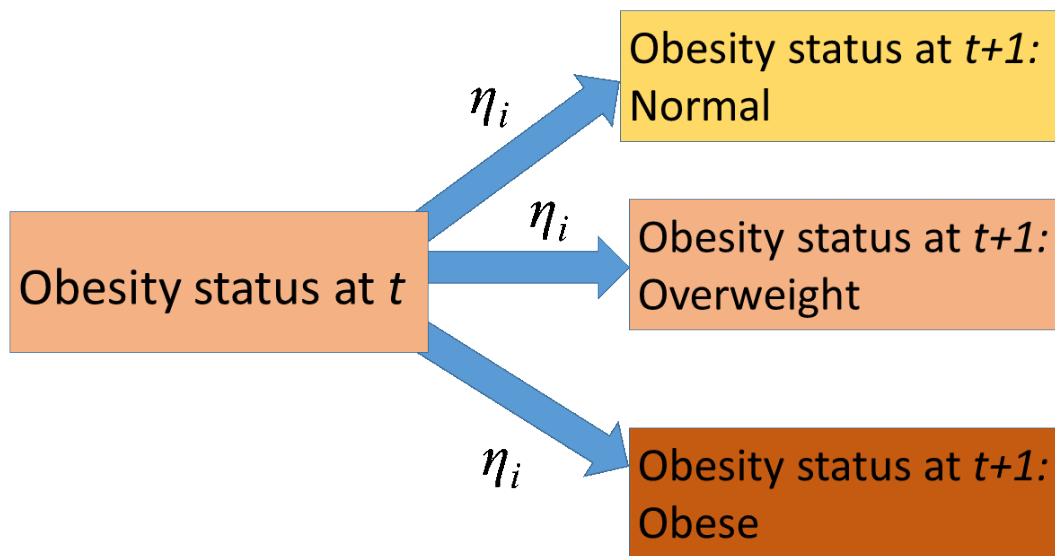 Obesity status at t+1:
Normal
η_i
η_i
Obesity status at t+1:
Overweight
Obesity status at t
η_i
Obesity status at t+1:
Obese